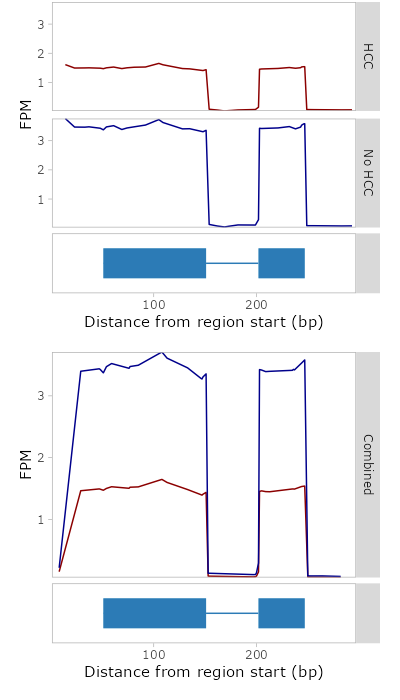 3
2
1
HCC
FPM
3
2
1
No HCC
100
200
Distance from region start (bp)
3
2
1
FPM
Combined
100
200
Distance from region start (bp)